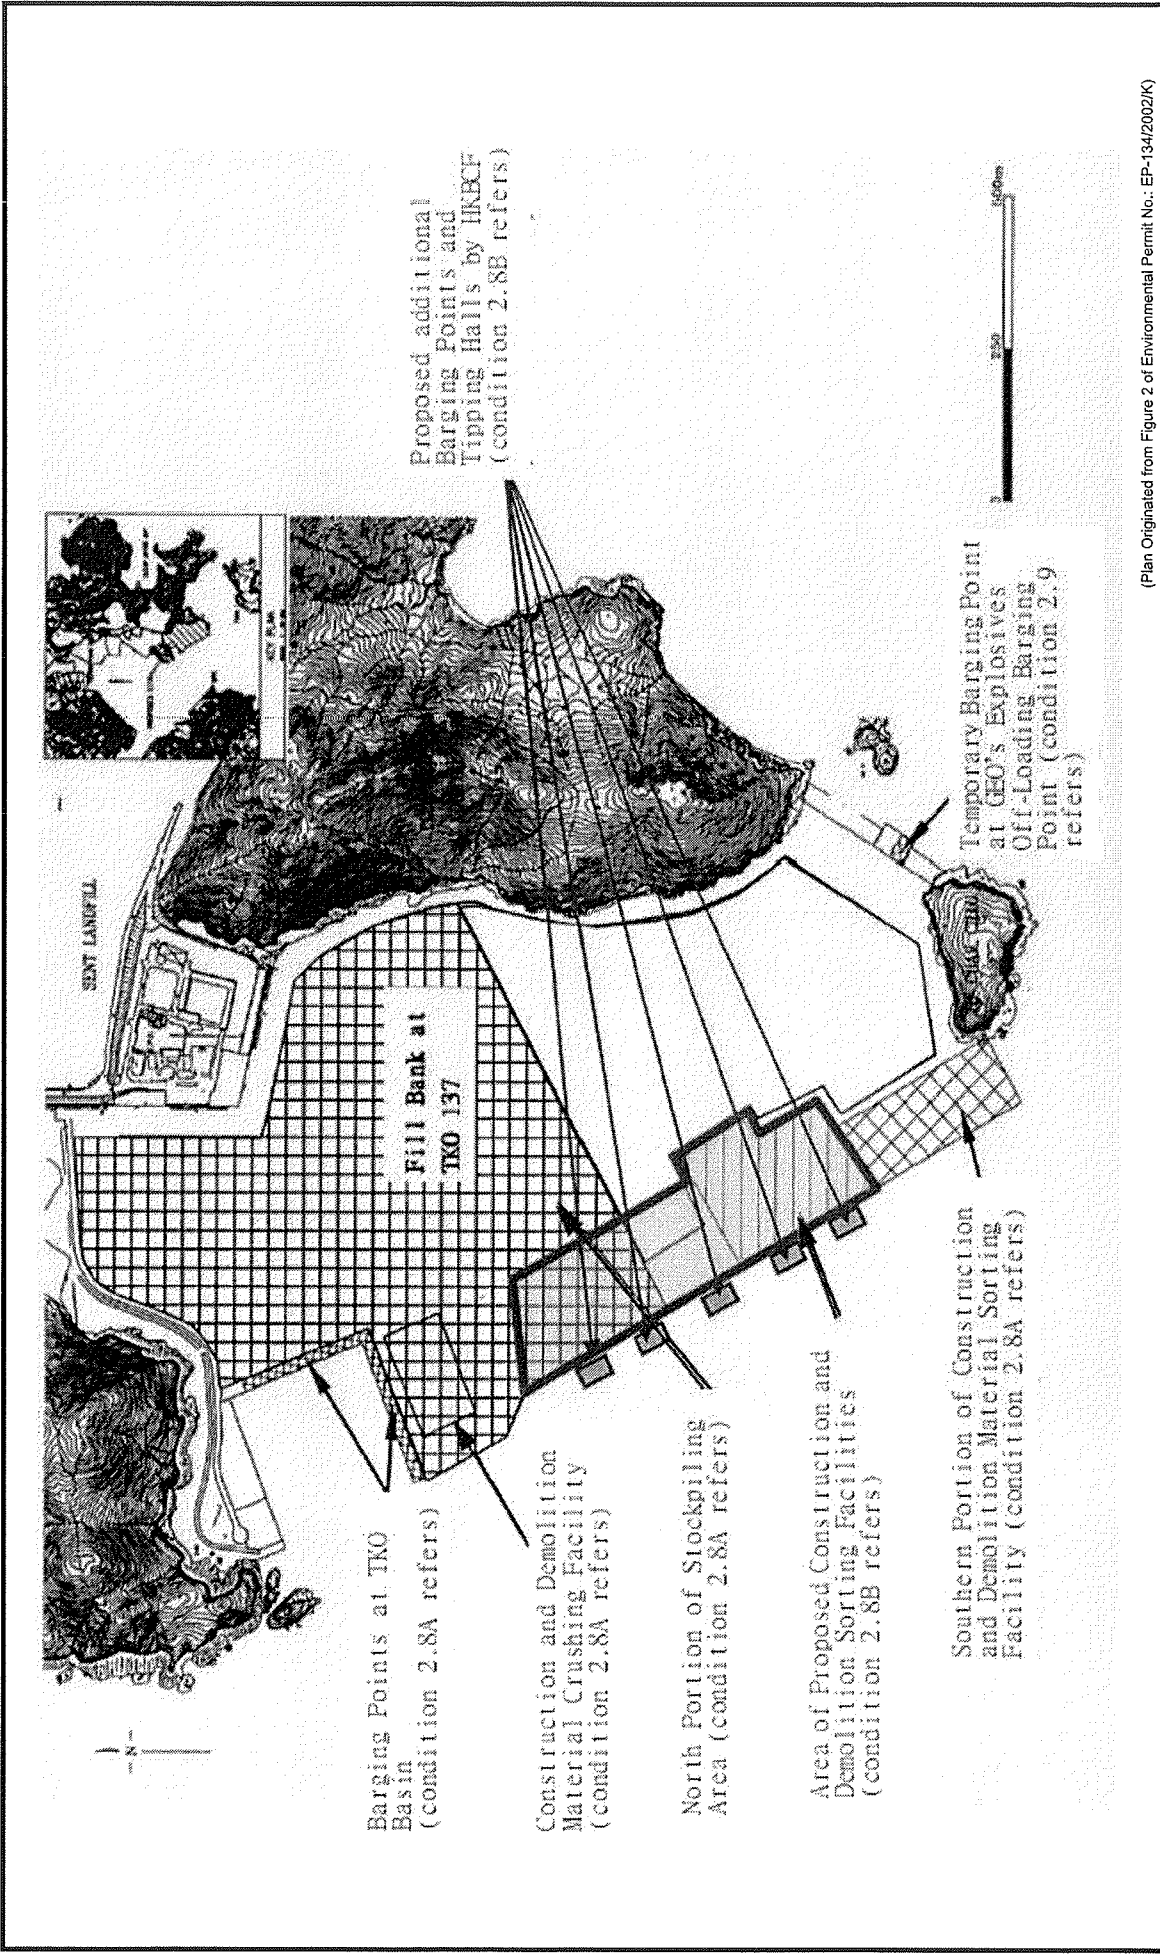 Proposed additional
Barging Points and
Tipping Halls by HKBCF
(condition 2.8B refers)
SENT LANDFILL
KEY PLAN
Fill Bank at
TKO 137
N
Barging Points at TKO
Basin
(condition 2.8A refers)
Construction and Demolition
Material Crushing Facility
(condition 2.8A refers)
North Portion of Stockpiling
Area (condition 2.8A refers)
Area of Proposed Construction and
Demolition Sorting Facilities
(condition 2.8B refers)
Southern Portion of Construction
and Demolition Material Sorting
Facility (condition 2.8A refers)
Temporary Barging Point
at GEO's Explosives
Off-Loading Barging
Point (condition 2.9
refers)
0 250 500m
(Plan Originated from Figure 2 of Environmental Permit No.: EP-134/2002/K)